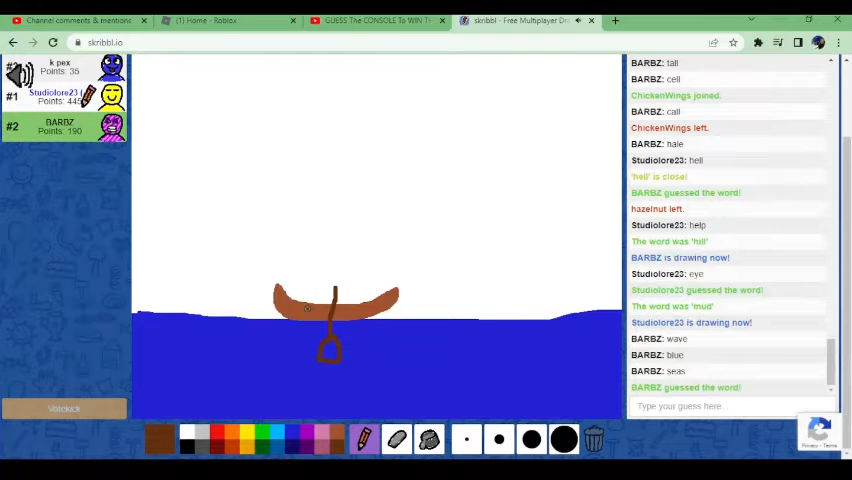 Channel comments & mentions
(1) Home - Roblox
GUESS The CONSOLE To WIN T
skribbl - Free Multiplayer Dr
skribbl.io
k pex
Points: 35
#1
Studiolore23 (
Points: 445
#2
BARBZ
Points: 190
Votekick
BARBZ: tall
BARBZ: cell
ChickenWings joined.
BARBZ: call
ChickenWings left.
BARBZ: hale
Studiolore23: hell
'hell' is close!
BARBZ guessed the word!
hazelnut left.
Studiolore23: help
The word was 'hill'
BARBZ is drawing now!
Studiolore23: eye
Studiolore23 guessed the word!
The word was 'mud'
Studiolore23 is drawing now!
BARBZ: wave
BARBZ: blue
BARBZ: seas
BARBZ guessed the word!
Type your guess here...
Privacy - Terms